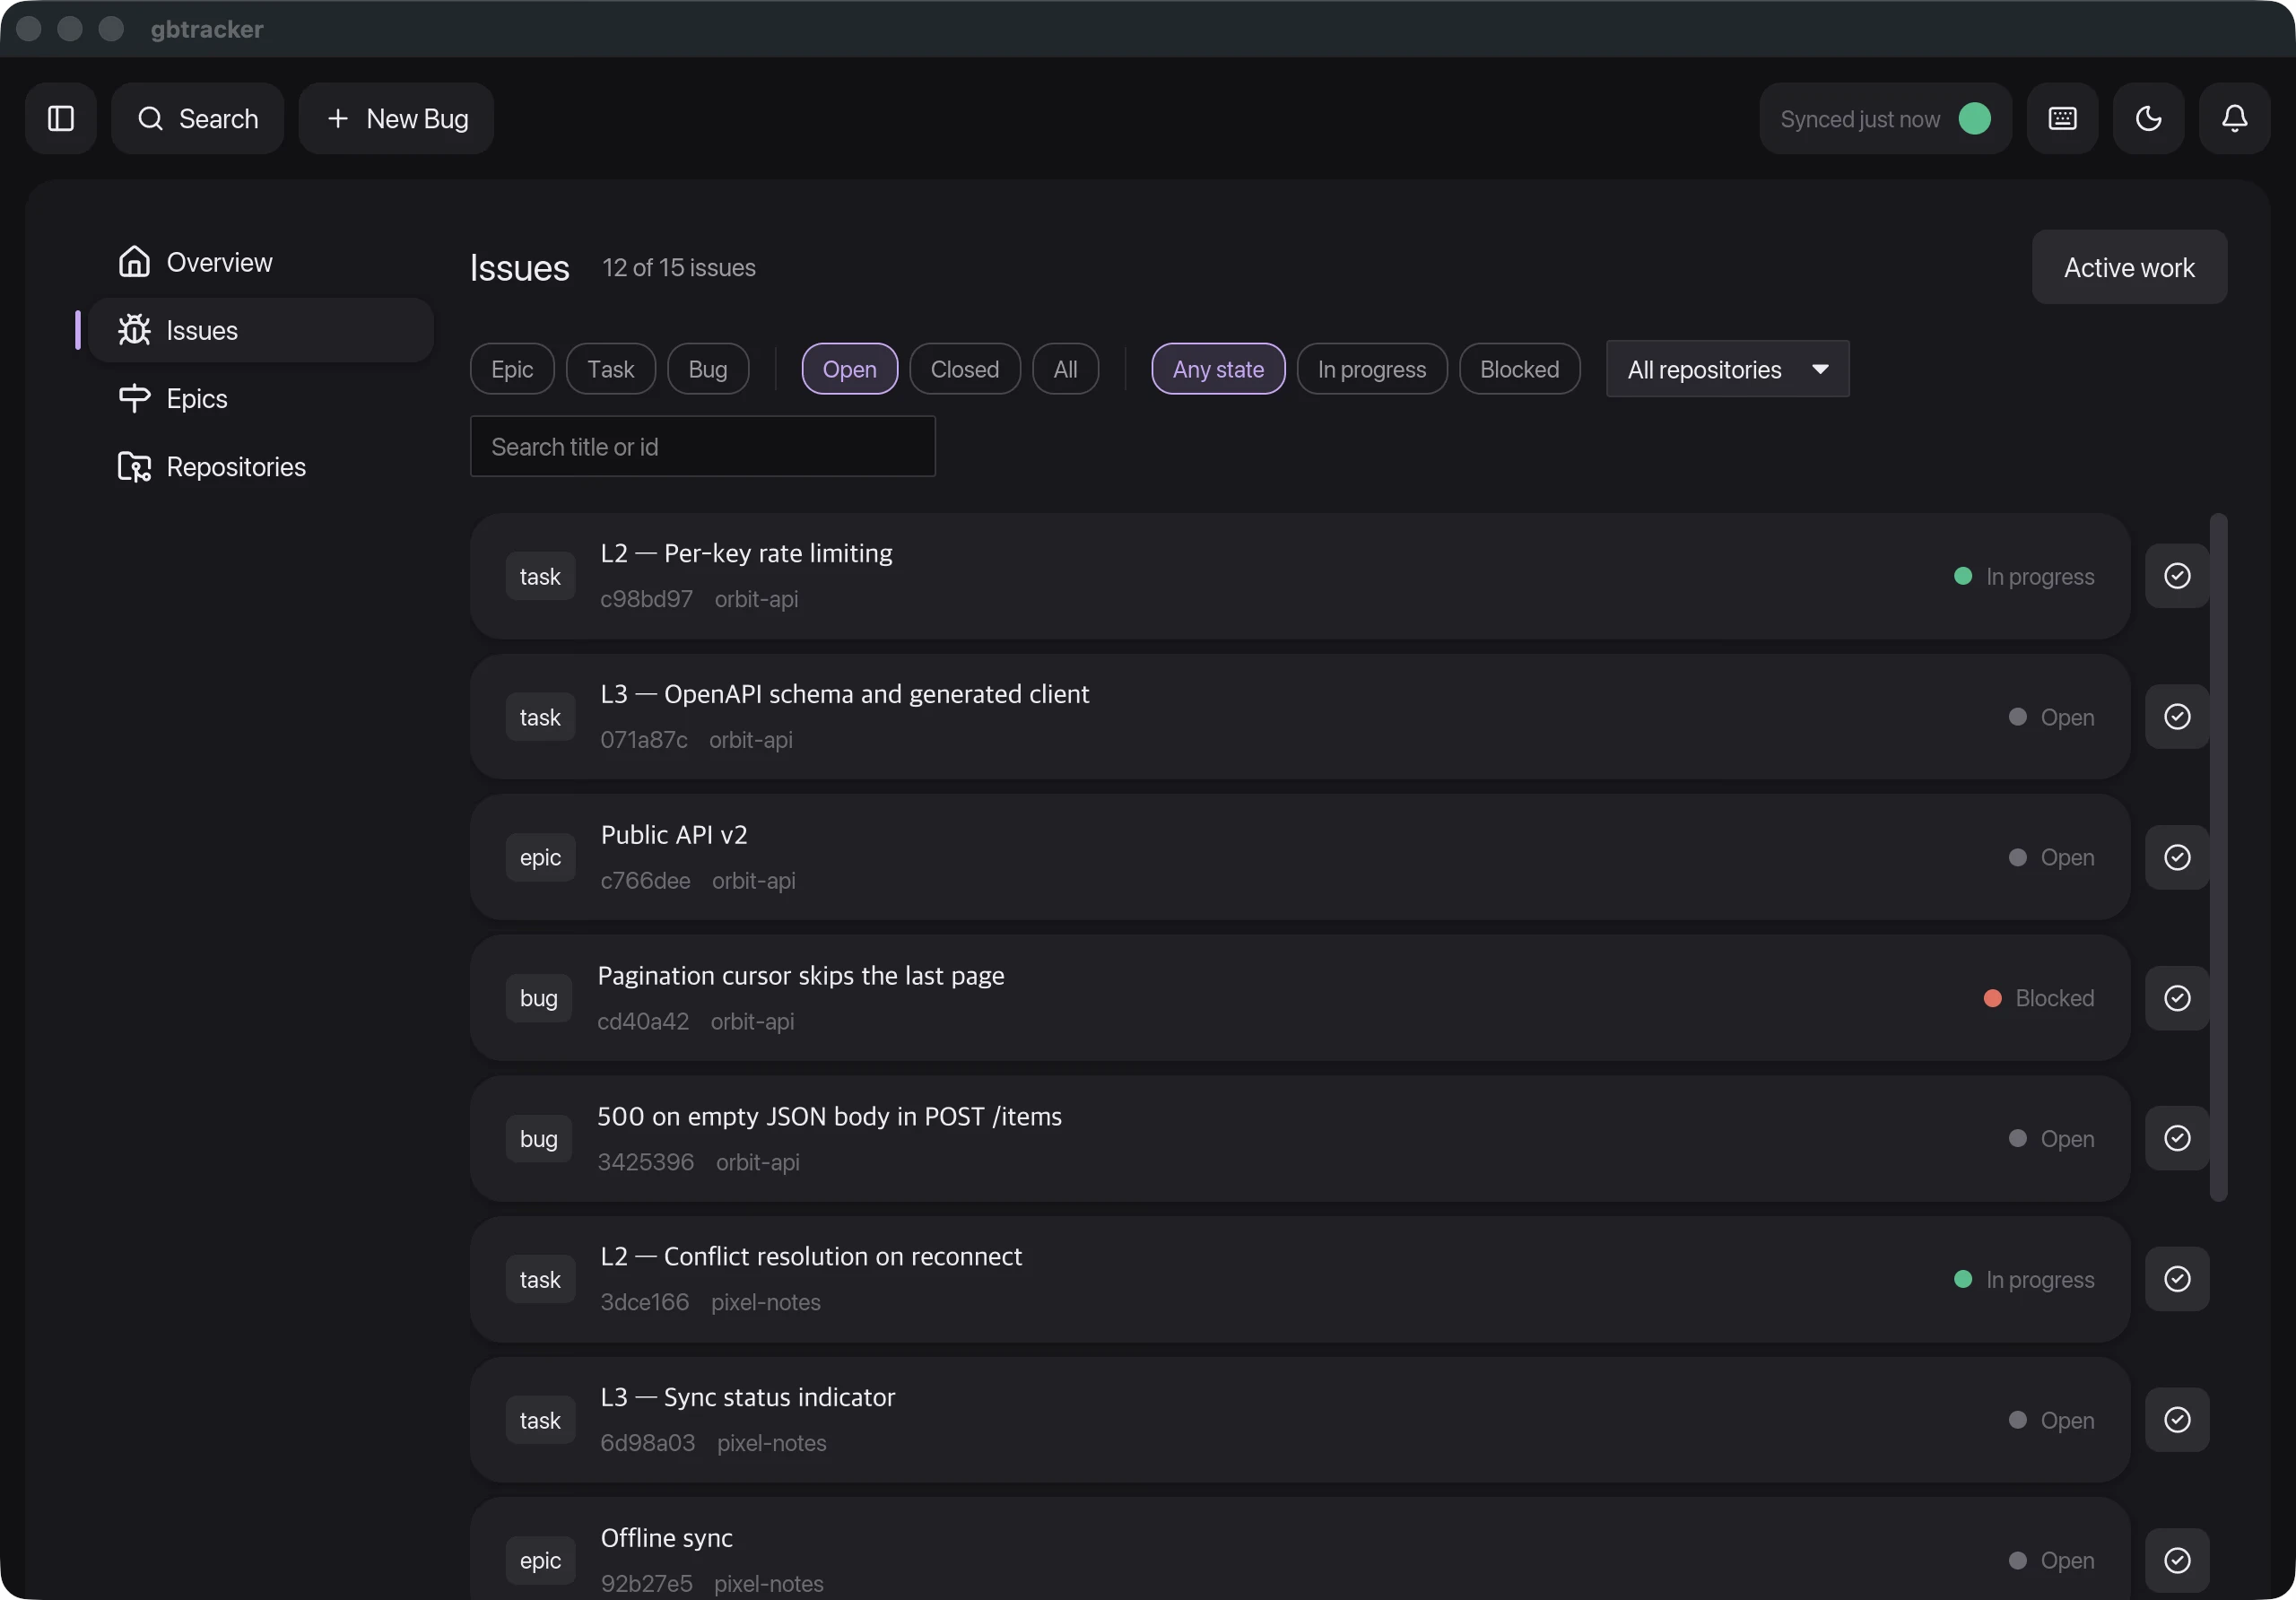 gbtracker
Search
New Bug
Synced just now
Overview
Issues
Epics
Repositories
Issues 12 of 15 issues
Active work
Epic Task Bug Open Closed All Any state In progress Blocked All repositories
Search title or id
task
L2 — Per-key rate limiting
c98bd97 orbit-api
In progress
task
L3 — OpenAPI schema and generated client
071a87c orbit-api
Open
epic
Public API v2
c766dee orbit-api
Open
bug
Pagination cursor skips the last page
cd40a42 orbit-api
Blocked
bug
500 on empty JSON body in POST /items
3425396 orbit-api
Open
task
L2 — Conflict resolution on reconnect
3dce166 pixel-notes
In progress
task
L3 — Sync status indicator
6d98a03 pixel-notes
Open
epic
Offline sync
92b27e5 pixel-notes
Open